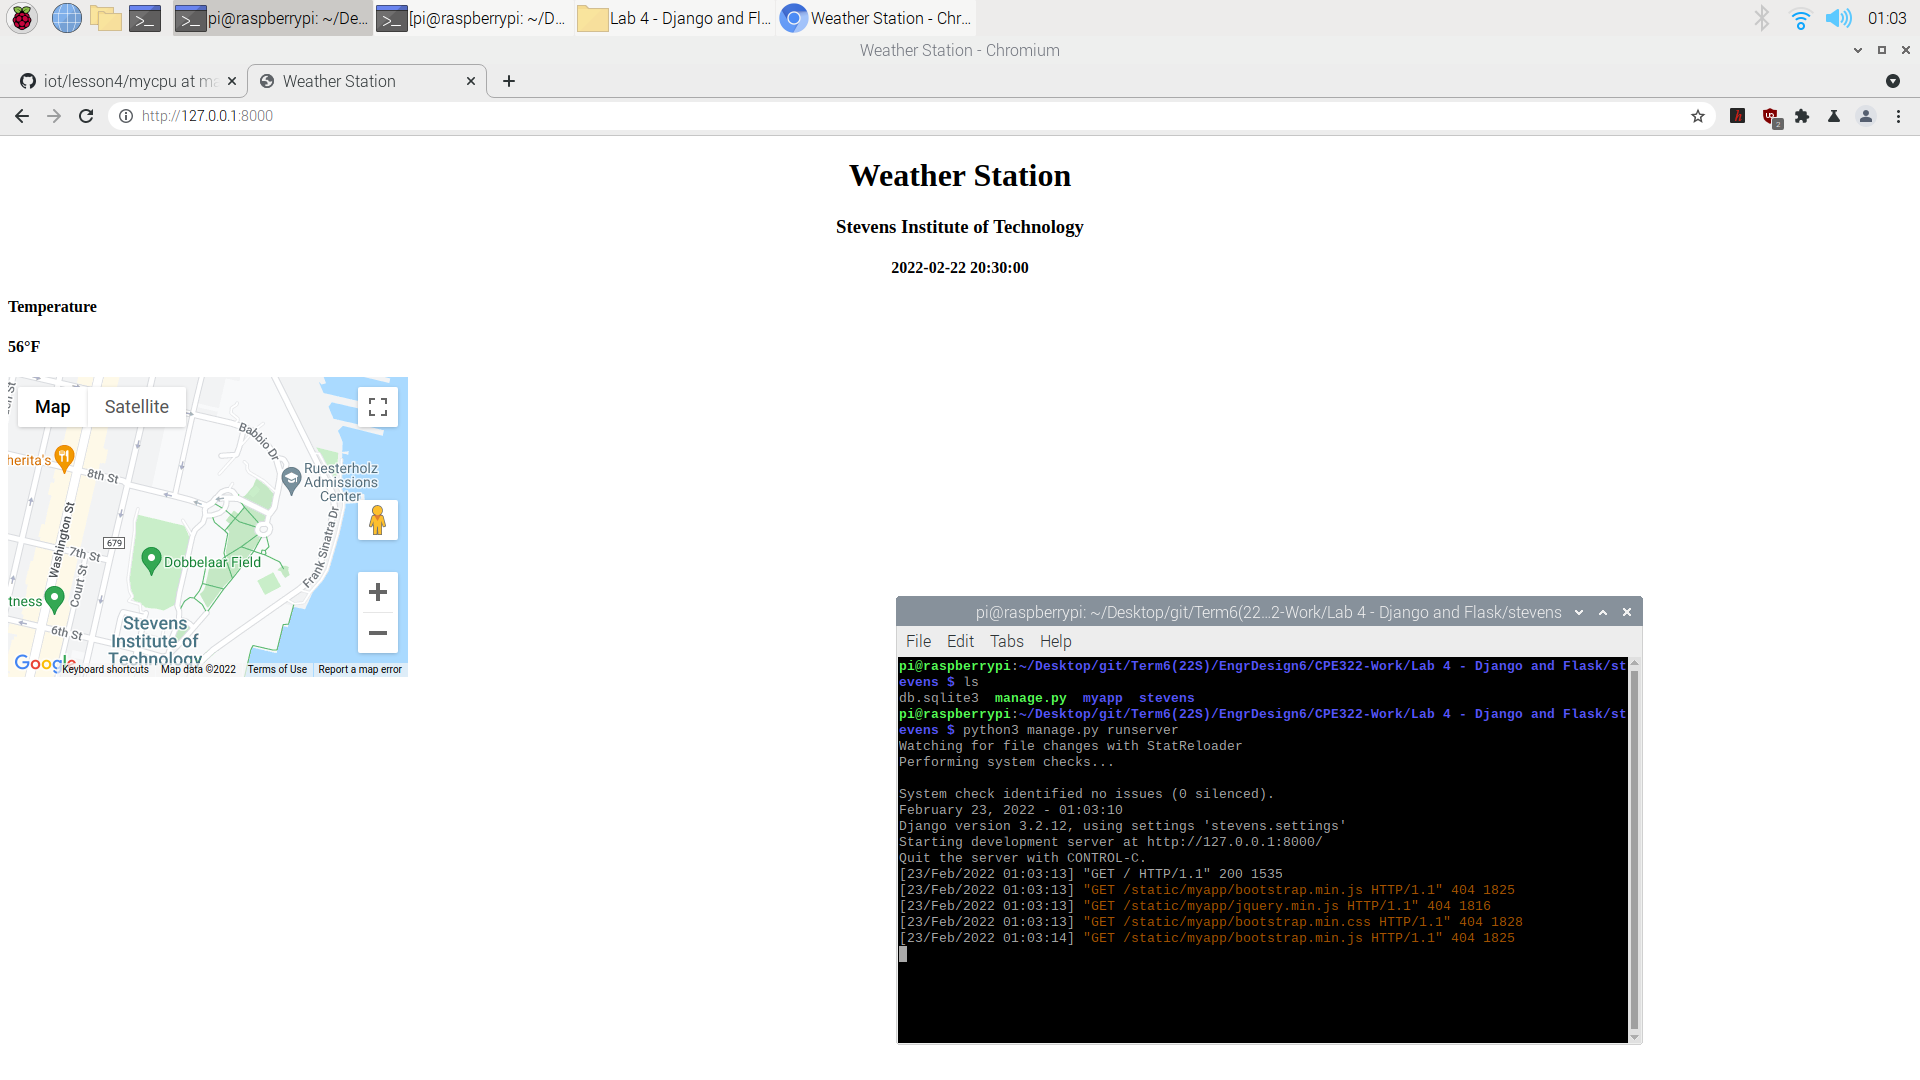 pi@raspberrypi: ~/De...
[pi@raspberrypi: ~/D...
Lab 4 - Django and Fl...
Weather Station - Chr...
01:03
Weather Station - Chromium
iot/lesson4/mycpu at ma
Weather Station
http://127.0.0.1:8000
2
Weather Station
Stevens Institute of Technology
2022-02-22 20:30:00
Temperature
56°F
Map
Satellite
Babbio Dr
herita's
8th St
Ruesterholz
Admissions
Center
Washington St
679
7th St
Court St
Dobbelaar Field
Frank Sinatra Dr
tness
6th St
Stevens
Institute of
Technology
Google
Keyboard shortcuts
Map data ©2022
Terms of Use
Report a map error
pi@raspberrypi: ~/Desktop/git/Term6(22...2-Work/Lab 4 - Django and Flask/stevens
File Edit Tabs Help
pi@raspberrypi:~/Desktop/git/Term6(22S)/EngrDesign6/CPE322-Work/Lab 4 - Django and Flask/st
evens $ ls
db.sqlite3  manage.py  myapp  stevens
pi@raspberrypi:~/Desktop/git/Term6(22S)/EngrDesign6/CPE322-Work/Lab 4 - Django and Flask/st
evens $ python3 manage.py runserver
Watching for file changes with StatReloader
Performing system checks...
System check identified no issues (0 silenced).
February 23, 2022 - 01:03:10
Django version 3.2.12, using settings 'stevens.settings'
Starting development server at http://127.0.0.1:8000/
Quit the server with CONTROL-C.
[23/Feb/2022 01:03:13] "GET / HTTP/1.1" 200 1535
[23/Feb/2022 01:03:13] "GET /static/myapp/bootstrap.min.js HTTP/1.1" 404 1825
[23/Feb/2022 01:03:13] "GET /static/myapp/jquery.min.js HTTP/1.1" 404 1816
[23/Feb/2022 01:03:13] "GET /static/myapp/bootstrap.min.css HTTP/1.1" 404 1828
[23/Feb/2022 01:03:14] "GET /static/myapp/bootstrap.min.js HTTP/1.1" 404 1825